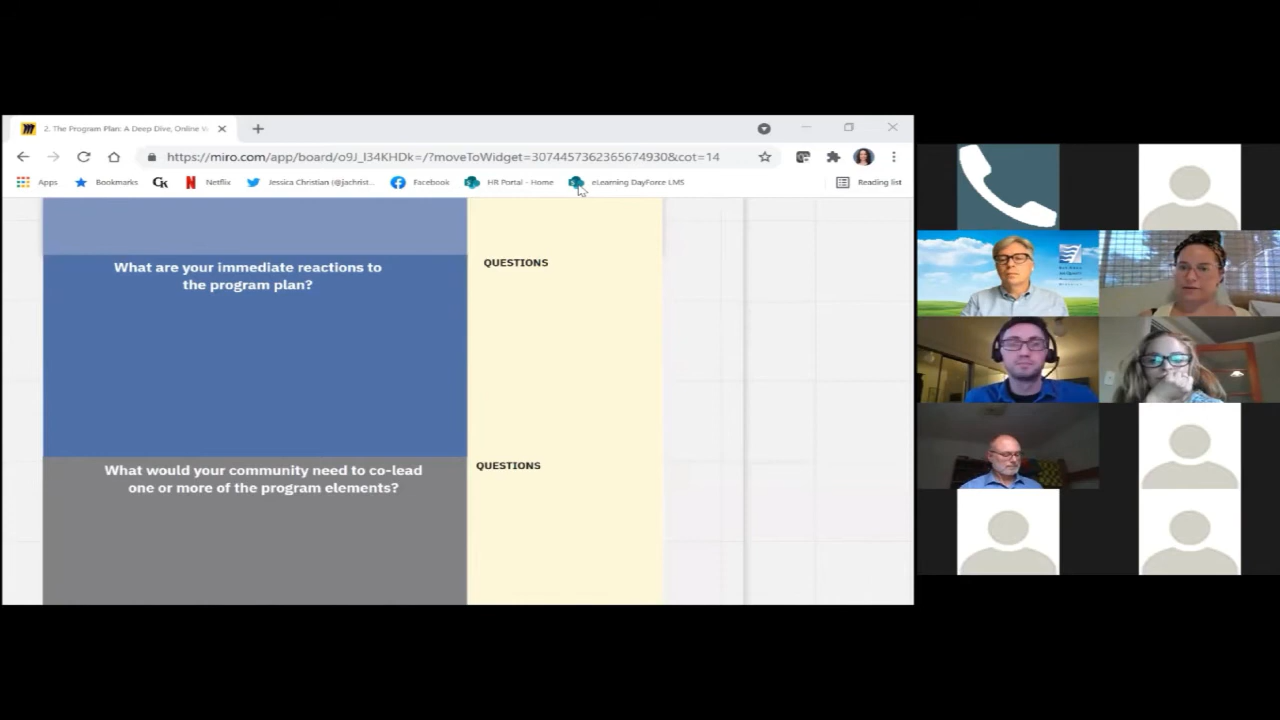 2. The Program Plan: A Deep Dive, Online V
https://miro.com/app/board/o9J_l34KHDk=/?moveToWidget=3074457362365674930&cot=14
Apps Bookmarks Netflix Jessica Christian (@jachrist... Facebook HR Portal - Home eLearning DayForce LMS Reading list
What are your immediate reactions to
the program plan?
QUESTIONS
What would your community need to co-lead
one or more of the program elements?
QUESTIONS